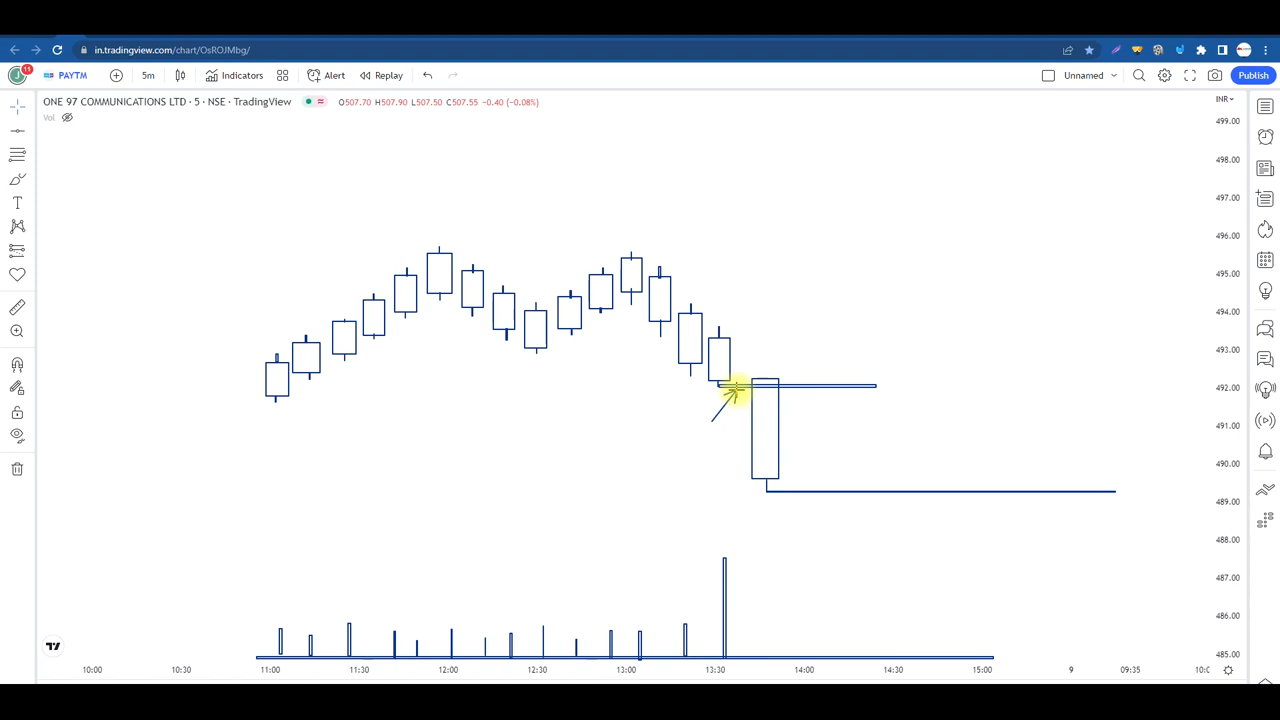 in.tradingview.com/chart/OsROJMbg/
J 11 PAYTM 5m Indicators Alert Replay Unnamed Publish
ONE 97 COMMUNICATIONS LTD · 5 · NSE · TradingView O507.70 H507.90 L507.50 C507.55 −0.40 (−0.08%)
INR
Vol
499.00
498.00
497.00
496.00
495.00
494.00
493.00
492.00
491.00
490.00
489.00
488.00
487.00
486.00
485.00
10:00 10:30 11:00 11:30 12:00 12:30 13:00 13:30 14:00 14:30 15:00 9 09:35